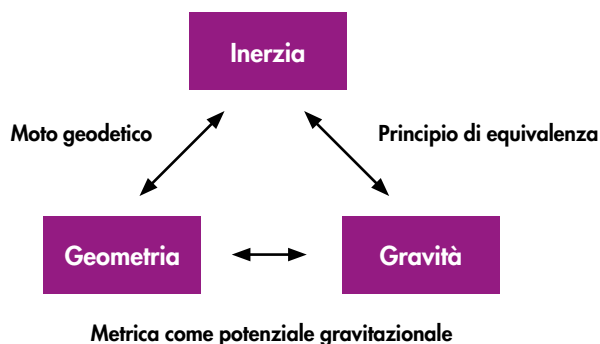 Inerzia
Moto geodetico
Principio di equivalenza
Geometria
Gravità
Metrica come potenziale gravitazionale